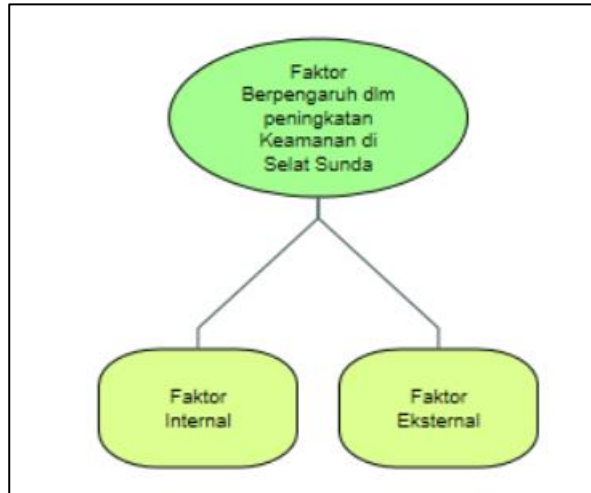 Faktor
Berpengaruh dlm
peningkatan
Keamanan di
Selat Sunda
Faktor
Internal
Faktor
Eksternal